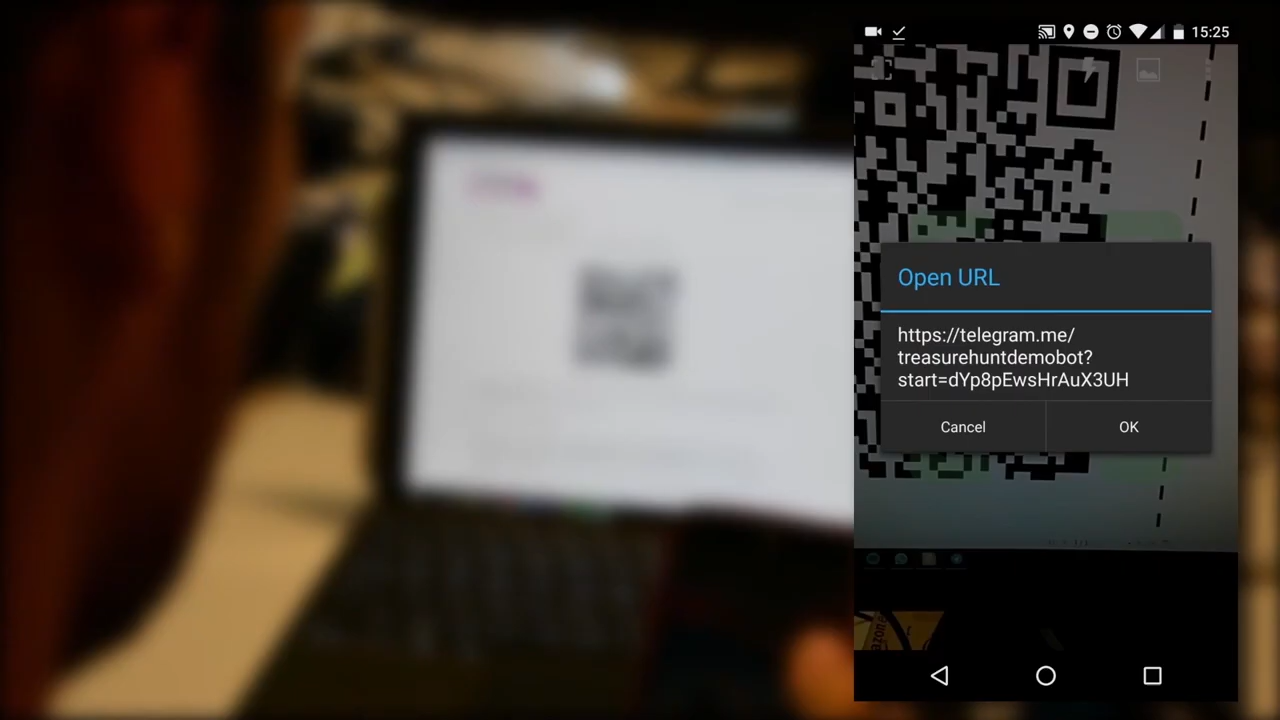 15:25
Open URL
https://telegram.me/
treasurehuntdemobot?
start=dYp8pEwsHrAuX3UH
Cancel
OK